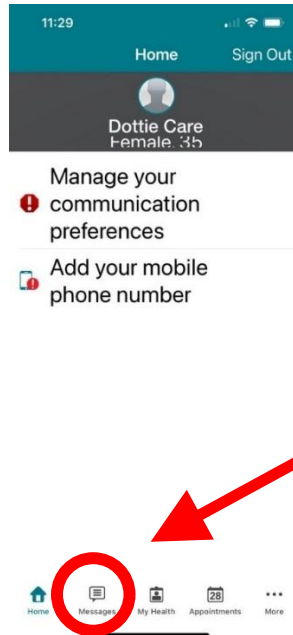 11:29
Home Sign Out
Dottie Care
Female, 35
Manage your
communication
preferences
Add your mobile
phone number
28
Home Messages My Health Appointments More